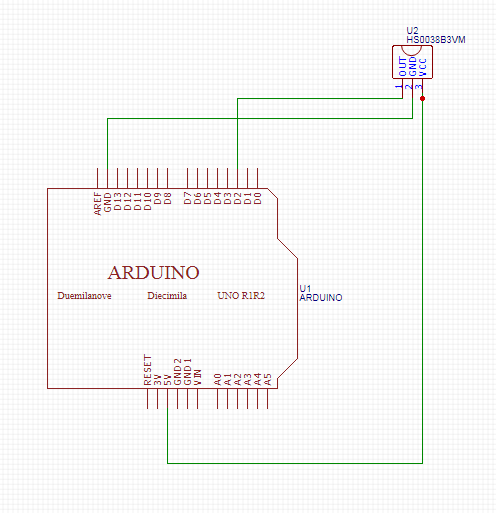 U2
HS0038B3VM
OUT
GND
VCC
1
2
3
AREF
GND
D13
D12
D11
D10
D9
D8
D7
D6
D5
D4
D3
D2
D1
D0
ARDUINO
Duemilanove Diecimila UNO R1R2
U1
ARDUINO
RESET
3V
5V
GND2
GND1
VIN
A0
A1
A2
A3
A4
A5